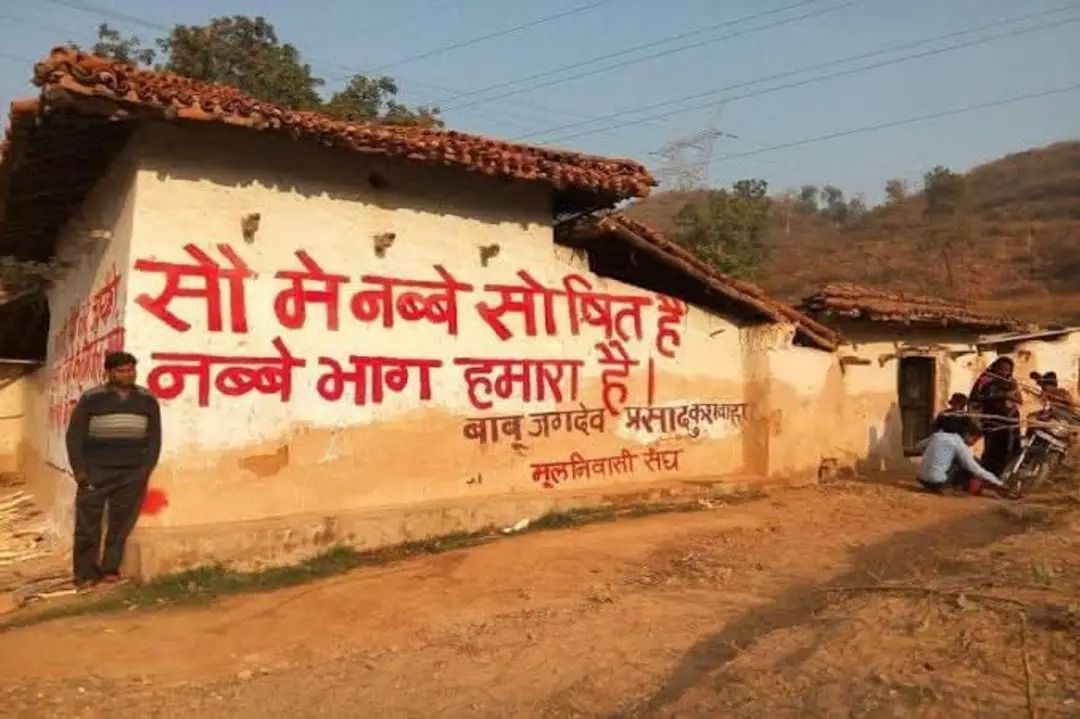 सौ मे नब्बे सोषित है
नब्बे भाग हमारा है।
बाबू जगदेव प्रसाद कुशवाहा
मूलनिवासी संघ